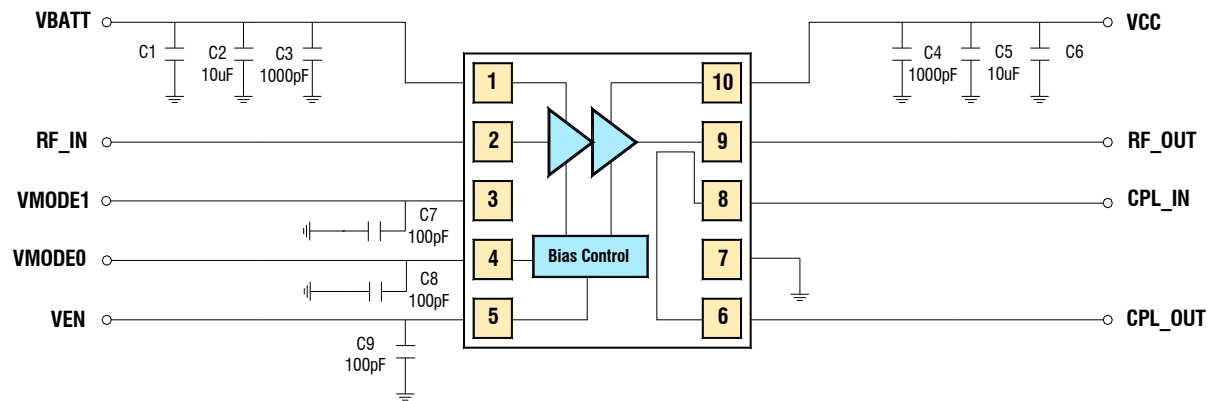 VBATT
C1
C2
10uF
C3
1000pF
C4
1000pF
C5
10uF
C6
VCC
1
10
RF_IN
2
9
RF_OUT
VMODE1
3
8
CPL_IN
C7
100pF
VMODE0
4
Bias Control
7
C8
100pF
VEN
5
6
CPL_OUT
C9
100pF